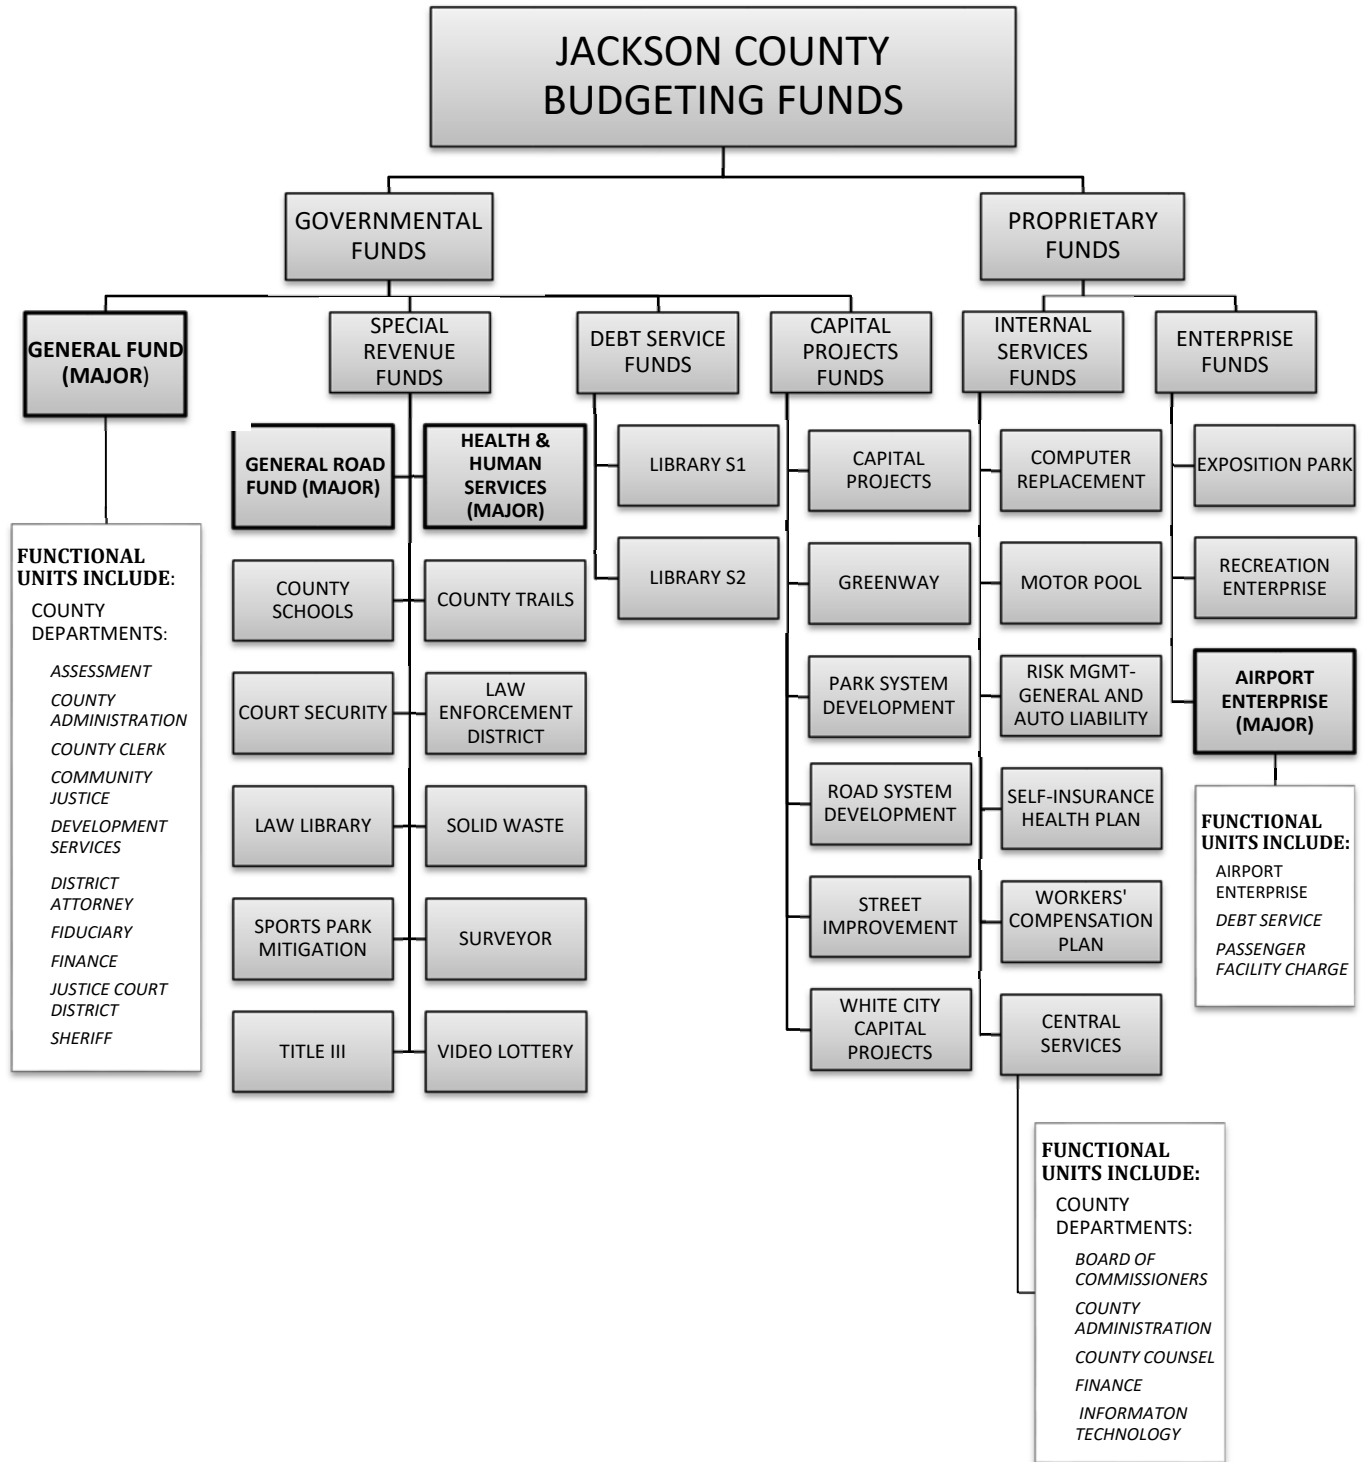 JACKSON COUNTY
BUDGETING FUNDS
GOVERNMENTAL
FUNDS
PROPRIETARY
FUNDS
GENERAL FUND
(MAJOR)
SPECIAL
REVENUE
FUNDS
DEBT SERVICE
FUNDS
CAPITAL
PROJECTS
FUNDS
INTERNAL
SERVICES
FUNDS
ENTERPRISE
FUNDS
FUNCTIONAL
UNITS INCLUDE:
COUNTY
DEPARTMENTS:
ASSESSMENT
COUNTY
ADMINISTRATION
COUNTY CLERK
COMMUNITY
JUSTICE
DEVELOPMENT
SERVICES
DISTRICT
ATTORNEY
FIDUCIARY
FINANCE
JUSTICE COURT
DISTRICT
SHERIFF
GENERAL ROAD
FUND (MAJOR)
HEALTH &
HUMAN
SERVICES
(MAJOR)
COUNTY
SCHOOLS
COUNTY TRAILS
COURT SECURITY
LAW
ENFORCEMENT
DISTRICT
LAW LIBRARY
SOLID WASTE
SPORTS PARK
MITIGATION
SURVEYOR
TITLE III
VIDEO LOTTERY
LIBRARY S1
LIBRARY S2
CAPITAL
PROJECTS
GREENWAY
PARK SYSTEM
DEVELOPMENT
ROAD SYSTEM
DEVELOPMENT
STREET
IMPROVEMENT
WHITE CITY
CAPITAL
PROJECTS
COMPUTER
REPLACEMENT
MOTOR POOL
RISK MGMT-
GENERAL AND
AUTO LIABILITY
SELF-INSURANCE
HEALTH PLAN
WORKERS'
COMPENSATION
PLAN
CENTRAL
SERVICES
FUNCTIONAL
UNITS INCLUDE:
COUNTY
DEPARTMENTS:
BOARD OF
COMMISSIONERS
COUNTY
ADMINISTRATION
COUNTY COUNSEL
FINANCE
INFORMATON
TECHNOLOGY
EXPOSITION PARK
RECREATION
ENTERPRISE
AIRPORT
ENTERPRISE
(MAJOR)
FUNCTIONAL
UNITS INCLUDE:
AIRPORT
ENTERPRISE
DEBT SERVICE
PASSENGER
FACILITY CHARGE